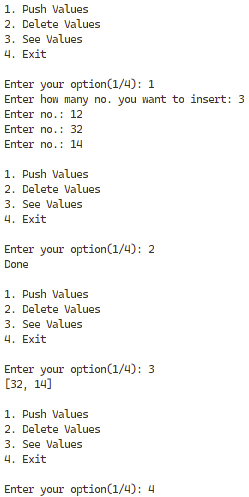 1. Push Values
2. Delete Values
3. See Values
4. Exit
Enter your option(1/4): 1
Enter how many no. you want to insert: 3
Enter no.: 12
Enter no.: 32
Enter no.: 14
1. Push Values
2. Delete Values
3. See Values
4. Exit
Enter your option(1/4): 2
Done
1. Push Values
2. Delete Values
3. See Values
4. Exit
Enter your option(1/4): 3
[32, 14]
1. Push Values
2. Delete Values
3. See Values
4. Exit
Enter your option(1/4): 4